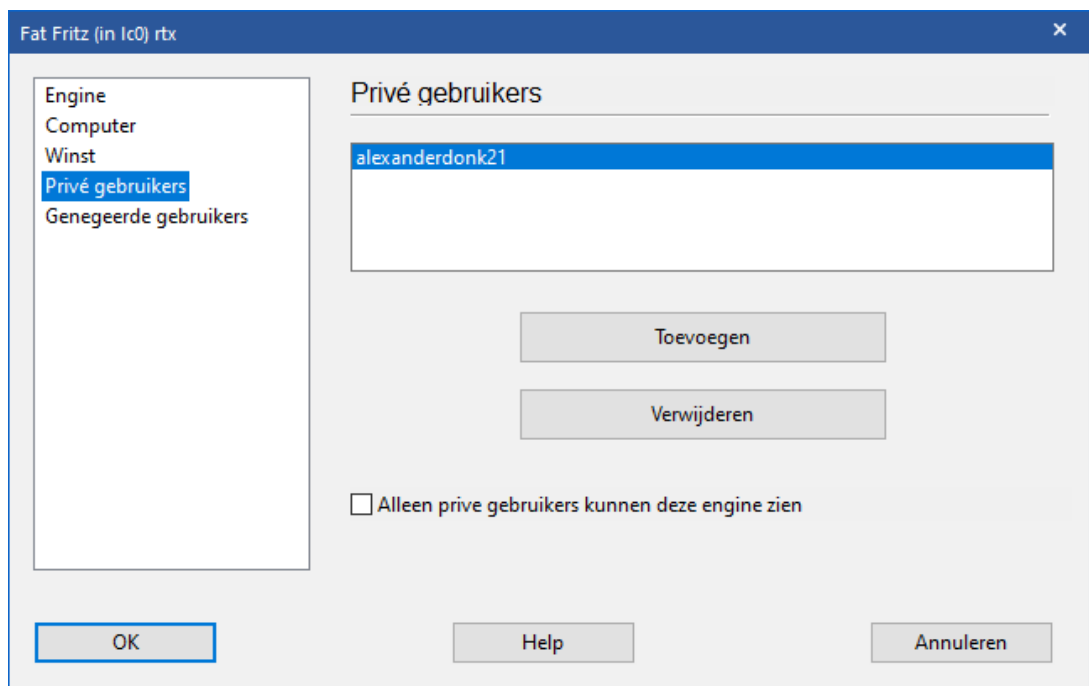 Fat Fritz (in lc0) rtx
Engine
Computer
Winst
Privé gebruikers
Genegeerde gebruikers
Privé gebruikers
alexanderdonk21
Toevoegen
Verwijderen
Alleen prive gebruikers kunnen deze engine zien
OK
Help
Annuleren